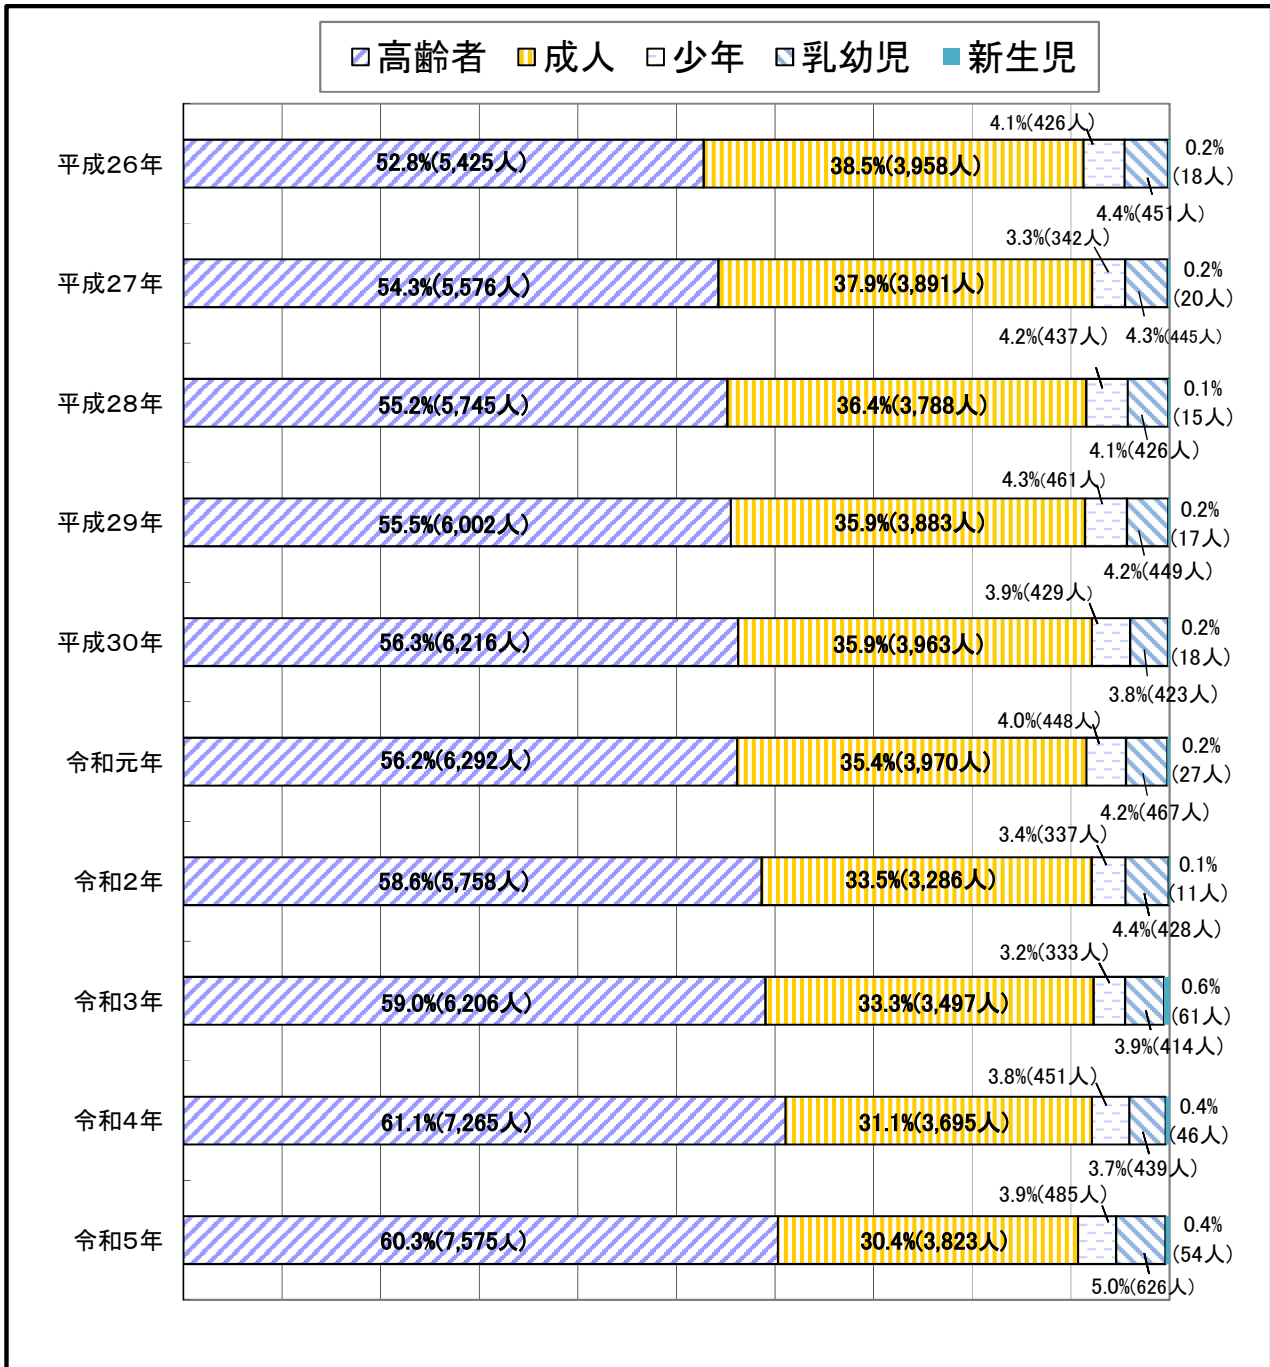 高齢者 成人 少年 乳幼児 新生児
4.1%(426人)
平成26年 52.8%(5,425人) 38.5%(3,958人) 0.2%
(18人)
4.4%(451人)
3.3%(342人)
平成27年 54.3%(5,576人) 37.9%(3,891人) 0.2%
(20人)
4.2%(437人) 4.3%(445人)
平成28年 55.2%(5,745人) 36.4%(3,788人) 0.1%
(15人)
4.1%(426人)
4.3%(461人)
平成29年 55.5%(6,002人) 35.9%(3,883人) 0.2%
(17人)
4.2%(449人)
3.9%(429人)
平成30年 56.3%(6,216人) 35.9%(3,963人) 0.2%
(18人)
3.8%(423人)
4.0%(448人)
令和元年 56.2%(6,292人) 35.4%(3,970人) 0.2%
(27人)
4.2%(467人)
3.4%(337人)
令和2年 58.6%(5,758人) 33.5%(3,286人) 0.1%
(11人)
4.4%(428人)
3.2%(333人)
令和3年 59.0%(6,206人) 33.3%(3,497人) 0.6%
(61人)
3.9%(414人)
3.8%(451人)
令和4年 61.1%(7,265人) 31.1%(3,695人) 0.4%
(46人)
3.7%(439人)
3.9%(485人)
令和5年 60.3%(7,575人) 30.4%(3,823人) 0.4%
(54人)
5.0%(626人)